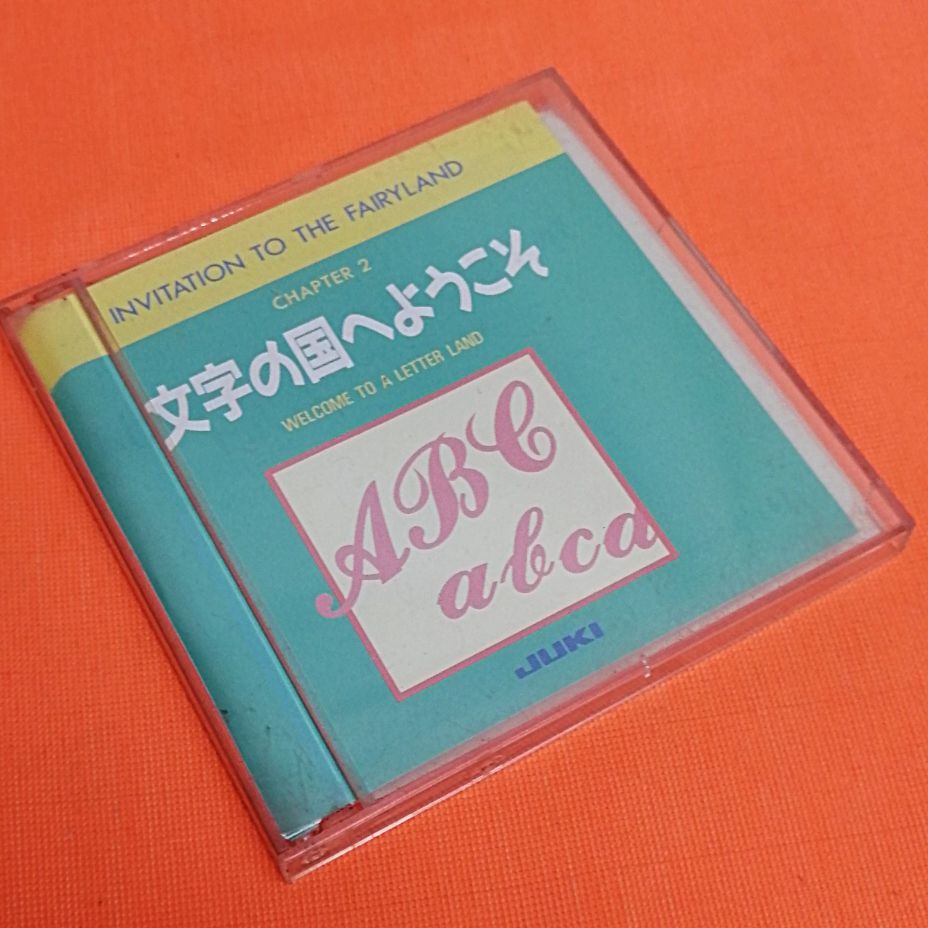 INVITATION TO THE FAIRYLAND
CHAPTER 2
文字の国へようこそ
WELCOME TO A LETTER LAND
ABC
abcd
JUKI